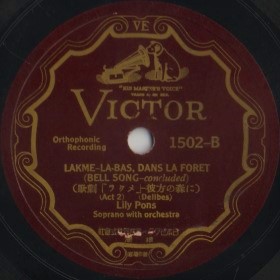 VE
"HIS MASTER'S VOICE"
VICTOR
Orthophonic
Recording
1502-B
LAKME-LA-BAS, DANS LA FORET
(BELL SONG-concluded)
(歌劇「ラクメ」−彼方の森に)
(Act 2) (Delibes)
Lily Pons
Soprano with orchestra